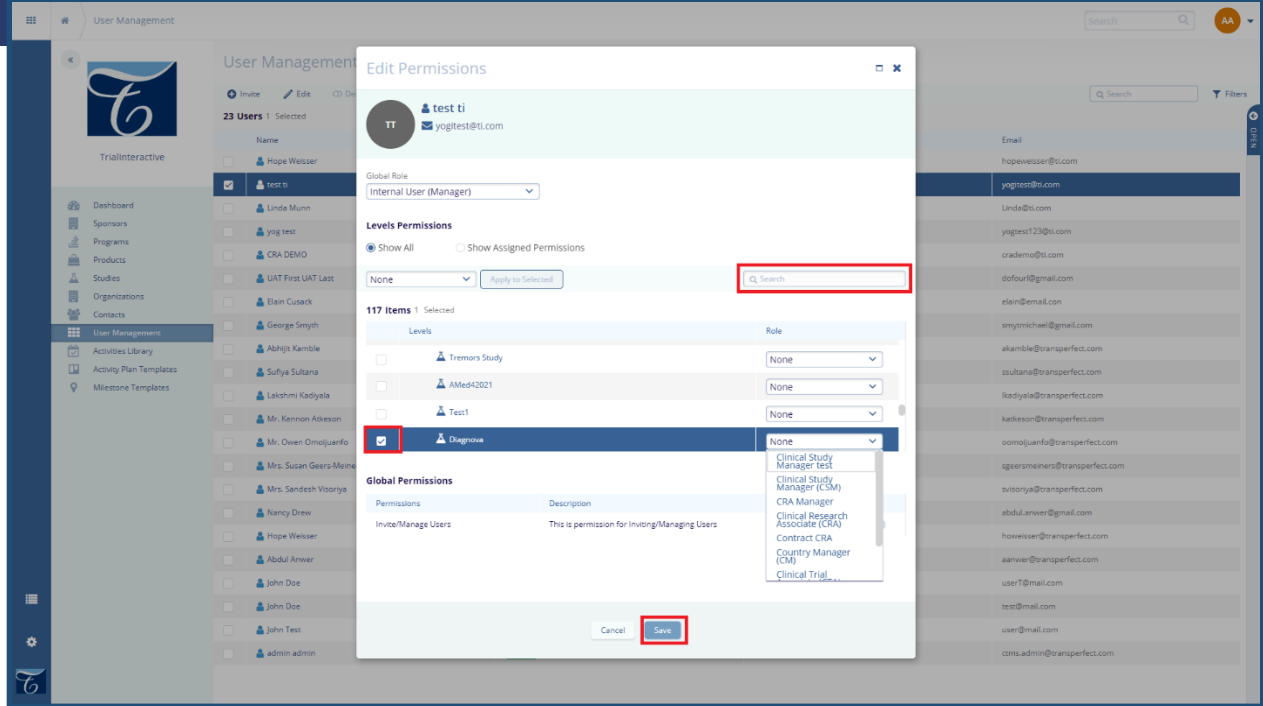 User Management
Search
AA
TrialInteractive
Dashboard
Sponsors
Programs
Products
Studies
Organizations
Contacts
User Management
Activities Library
Activity Plan Templates
Milestone Templates
User Management
Invite Edit De
Search Filters
23 Users 1 Selected
OPEN
Name Email
Hope Weisser hopeweisser@ti.com
test ti yogitest@ti.com
Linda Munn Linda@ti.com
yog test yogtest123@ti.com
CRA DEMO crademo@ti.com
UAT First UAT Last dofourl@gmail.com
Elain Cusack elain@email.con
George Smyth smytmichael@gmail.com
Abhijit Kamble akamble@transperfect.com
Sufiya Sultana ssultana@transperfect.com
Lakshmi Kadiyala lkadiyala@transperfect.com
Mr. Kennon Atkeson katkeson@transperfect.com
Mr. Owen Omoijuanfo oomoijuanfo@transperfect.com
Mrs. Susan Geers-Meine sgeersmeiners@transperfect.com
Mrs. Sandesh Visoriya svisoriya@transperfect.com
Nancy Drew abdul.anwer@gmail.com
Hope Weisser howeisser@transperfect.com
Abdul Anwer aanwer@transperfect.com
John Doe userT@mail.com
John Doe test@mail.com
John Test user@mail.com
admin admin ctms.admin@transperfect.com
Edit Permissions
TT
test ti
yogitest@ti.com
Global Role
Internal User (Manager)
Levels Permissions
Show All Show Assigned Permissions
None Apply to Selected Search
117 Items 1 Selected
Levels Role
Tremors Study None
AMed42021 None
Test1 None
Diagnova None
Clinical Study
Manager test
Clinical Study
Manager (CSM)
CRA Manager
Clinical Research
Associate (CRA)
Contract CRA
Country Manager
(CM)
Clinical Trial
Global Permissions
Permissions Description
Invite/Manage Users This is permission for Inviting/Managing Users
Cancel Save